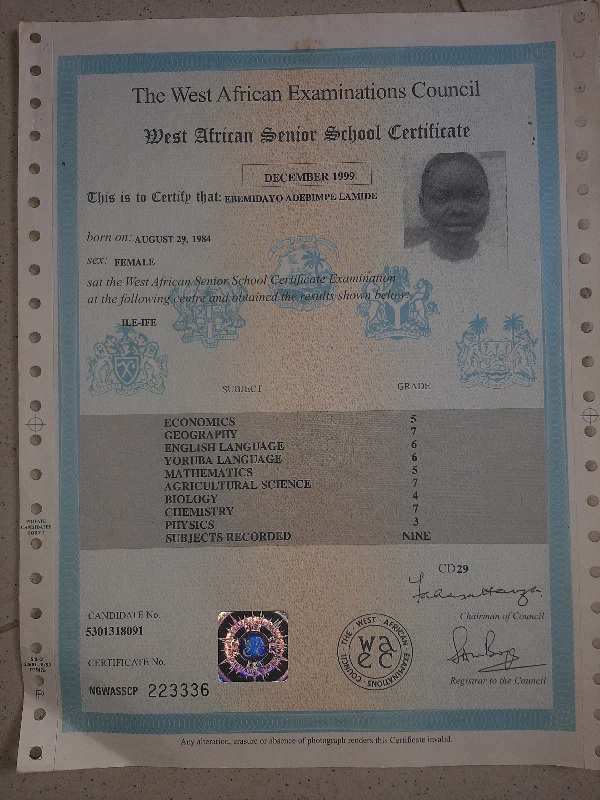 The West African Examinations Council
West African Senior School Certificate
DECEMBER 1999
This is to Certify that: EBEMIDAYO ADEBIMPE LAMIDE
born on: AUGUST 29, 1984
sex: FEMALE
sat the West African Senior School Certificate Examination
at the following centre and obtained the results shown below:
ILE-IFE
SUBJECT GRADE
ECONOMICS 5
GEOGRAPHY 7
ENGLISH LANGUAGE 6
YORUBA LANGUAGE 6
MATHEMATICS 5
AGRICULTURAL SCIENCE 7
BIOLOGY 4
CHEMISTRY 7
PHYSICS 3
SUBJECTS RECORDED NINE
PRIVATE
CANDIDATES
CD29
Chairman of Council
CANDIDATE No.
5301318091
THE WEST AFRICAN EXAMINATIONS COUNCIL
wa
ec
CERTIFICATE No.
Registrar to the Council
NGWASSCP 223336
Any alteration, erasure or absence of photograph renders this Certificate invalid.